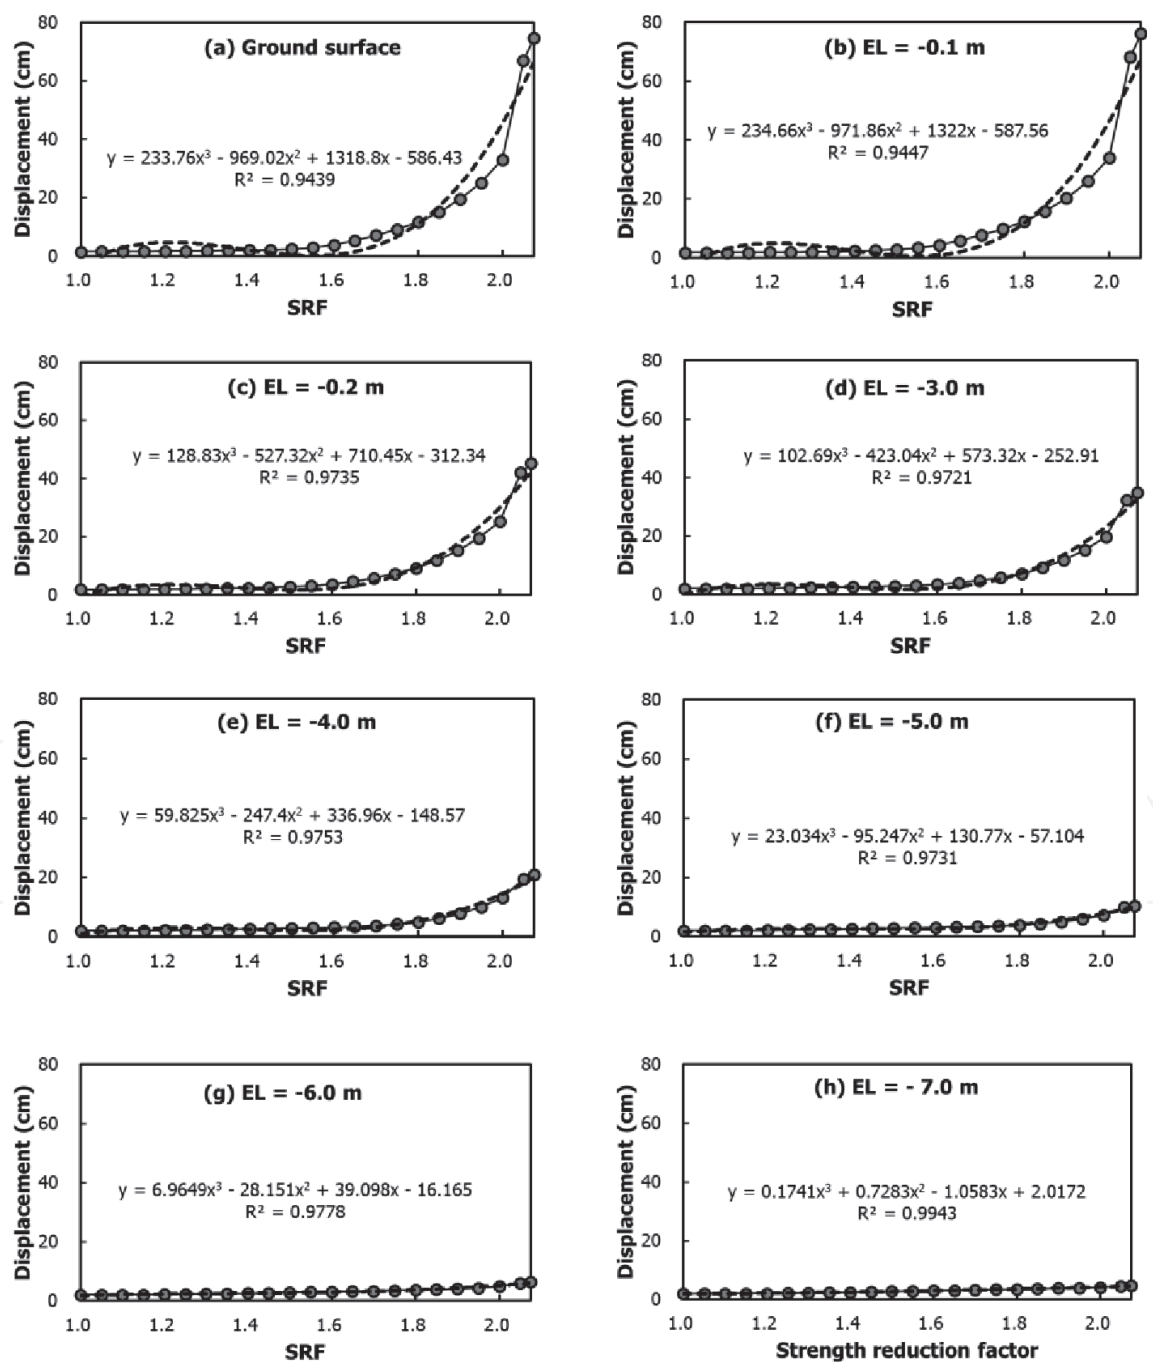 (a) Ground surface
y = 233.76x³ - 969.02x² + 1318.8x - 586.43
R² = 0.9439
Displacement (cm)
80
60
40
20
0
1.0 1.2 1.4 1.6 1.8 2.0
SRF
(b) EL = -0.1 m
y = 234.66x³ - 971.86x² + 1322x - 587.56
R² = 0.9447
Displacement (cm)
80
60
40
20
0
1.0 1.2 1.4 1.6 1.8 2.0
SRF
(c) EL = -0.2 m
y = 128.83x³ - 527.32x² + 710.45x - 312.34
R² = 0.9735
Displacement (cm)
80
60
40
20
0
1.0 1.2 1.4 1.6 1.8 2.0
SRF
(d) EL = -3.0 m
y = 102.69x³ - 423.04x² + 573.32x - 252.91
R² = 0.9721
Displacement (cm)
80
60
40
20
0
1.0 1.2 1.4 1.6 1.8 2.0
SRF
(e) EL = -4.0 m
y = 59.825x³ - 247.4x² + 336.96x - 148.57
R² = 0.9753
Displacement (cm)
80
60
40
20
0
1.0 1.2 1.4 1.6 1.8 2.0
SRF
(f) EL = -5.0 m
y = 23.034x³ - 95.247x² + 130.77x - 57.104
R² = 0.9731
Displacement (cm)
80
60
40
20
0
1.0 1.2 1.4 1.6 1.8 2.0
SRF
(g) EL = -6.0 m
y = 6.9649x³ - 28.151x² + 39.098x - 16.165
R² = 0.9778
Displacement (cm)
80
60
40
20
0
1.0 1.2 1.4 1.6 1.8 2.0
SRF
(h) EL = - 7.0 m
y = 0.1741x³ + 0.7283x² - 1.0583x + 2.0172
R² = 0.9943
Displacement (cm)
80
60
40
20
0
1.0 1.2 1.4 1.6 1.8 2.0
Strength reduction factor